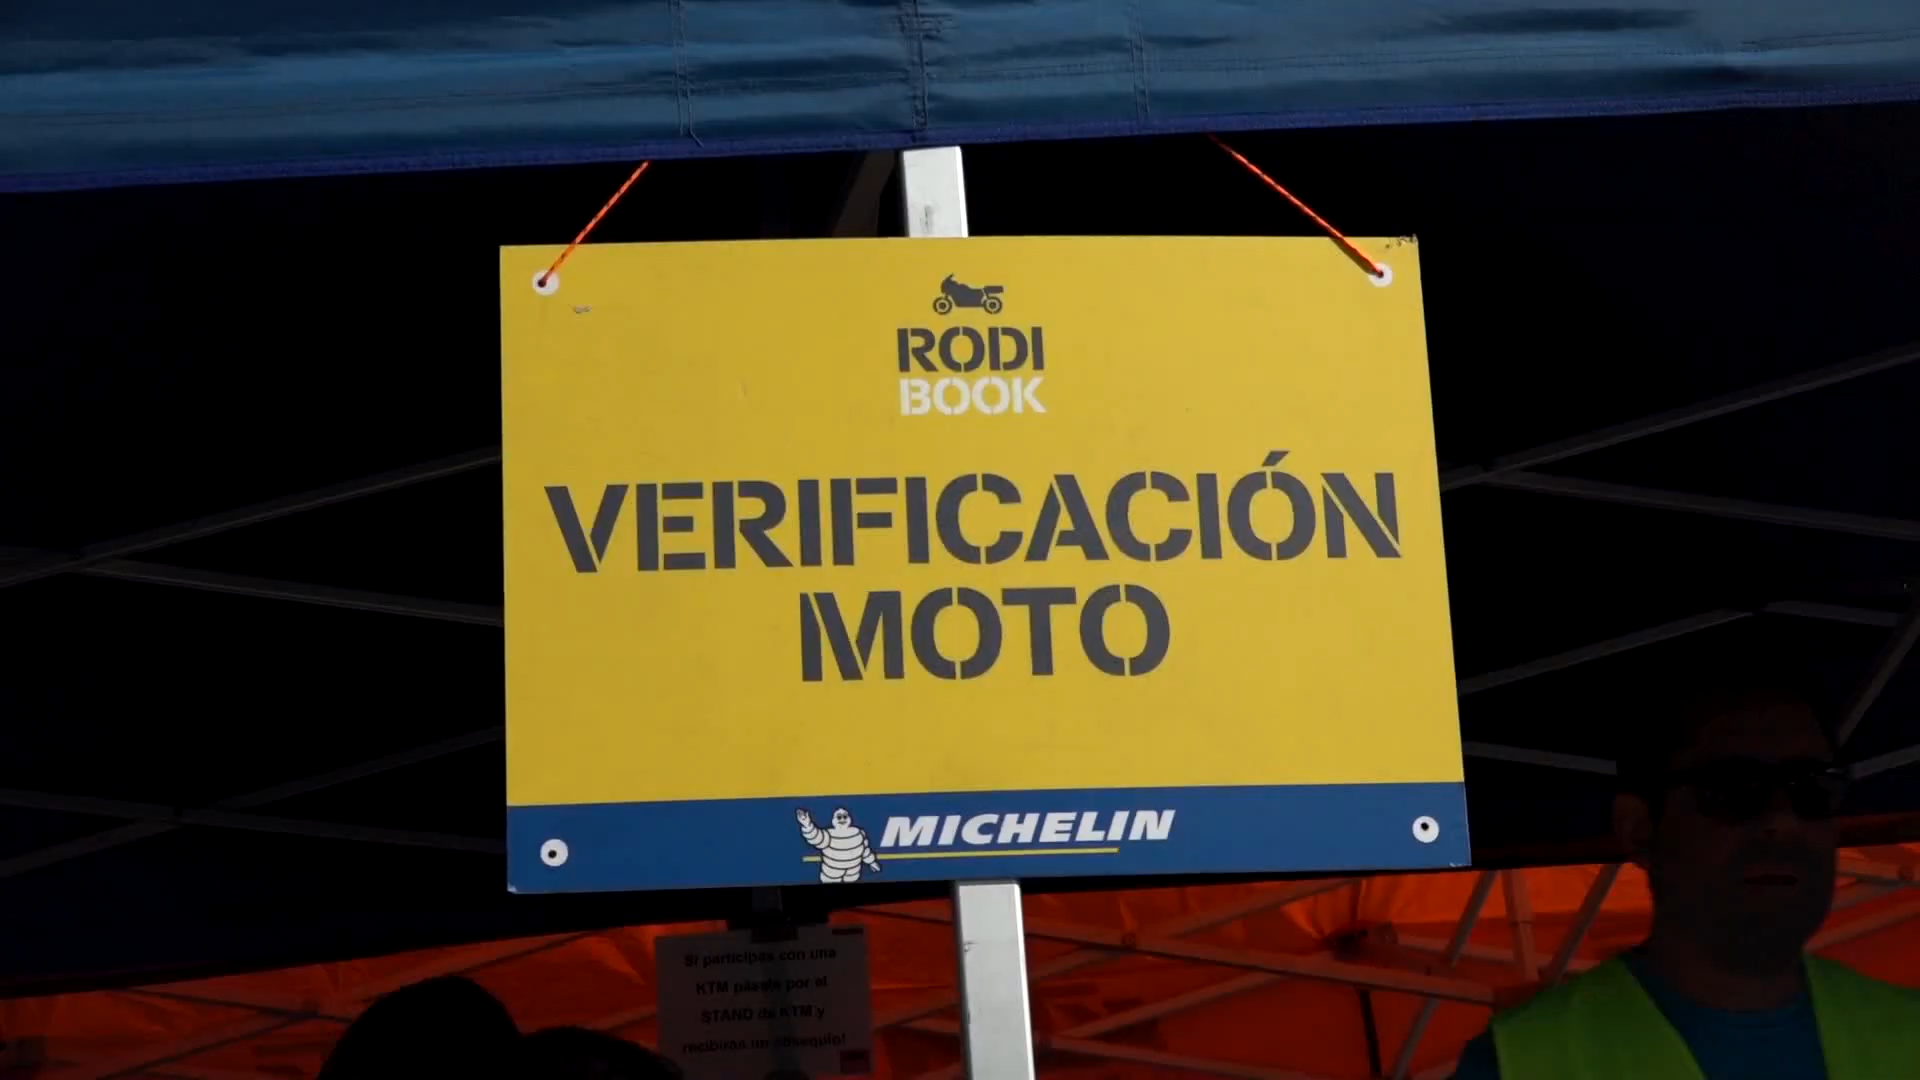 RODI
BOOK
VERIFICACIÓN
MOTO
MICHELIN
Si participas con una
KTM pásate por el
STAND de KTM y
recibirás un obsequio!